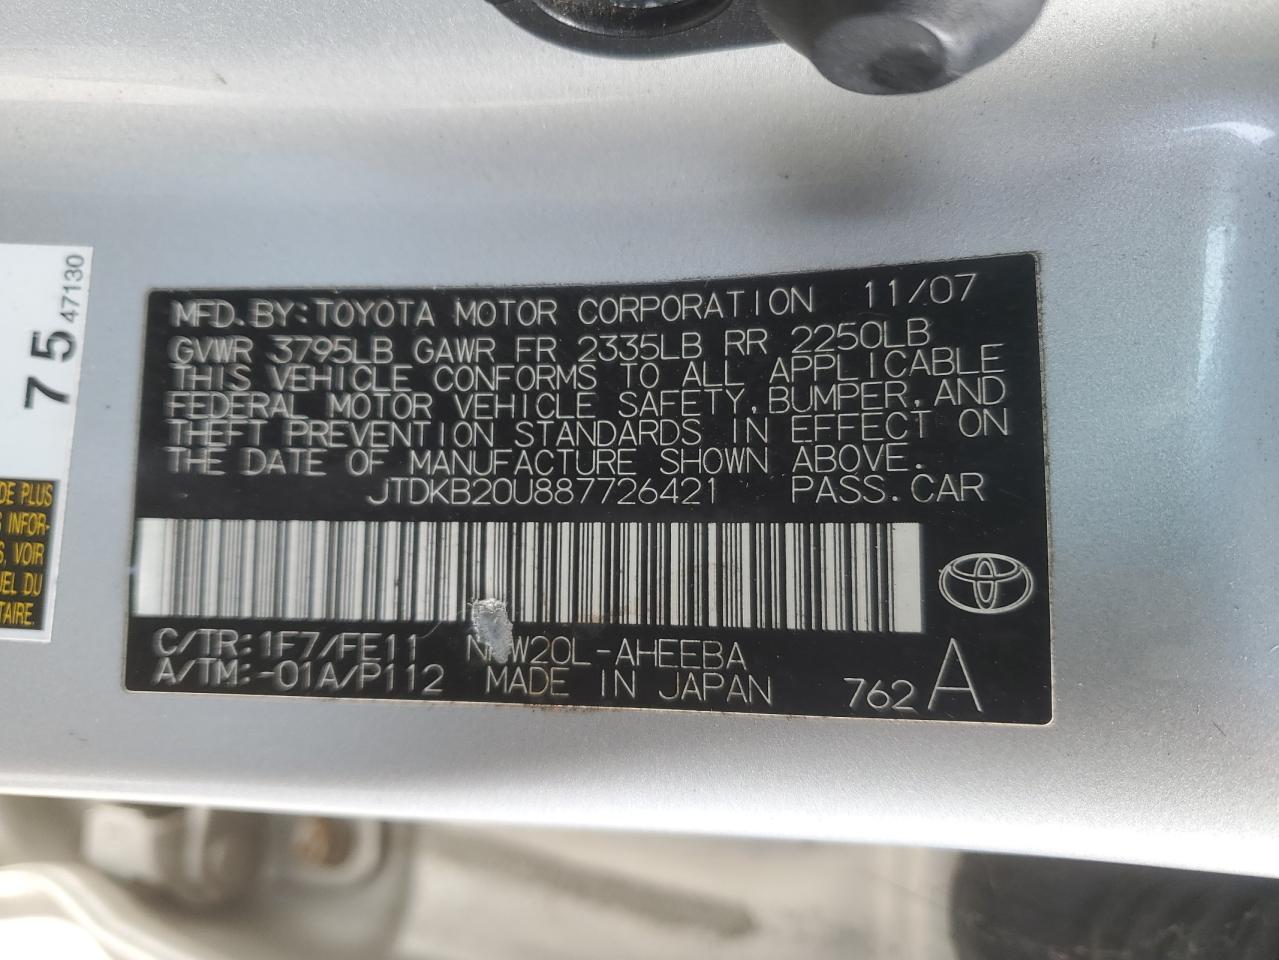 MFD.BY:TOYOTA MOTOR CORPORATION 11/07
GVWR 3795LB GAWR FR 2335LB RR 2250LB
THIS VEHICLE CONFORMS TO ALL APPLICABLE
FEDERAL MOTOR VEHICLE SAFETY,BUMPER,AND
THEFT PREVENTION STANDARDS IN EFFECT ON
THE DATE OF MANUFACTURE SHOWN ABOVE.
JTDKB20U887726421 PASS.CAR
C/TR:1F7/FE11 W20L-AHEEBA
A/TM:-01A/P112 MADE IN JAPAN
762 A
75
47130
DE PLUS
INFOR-
VOIR
DU